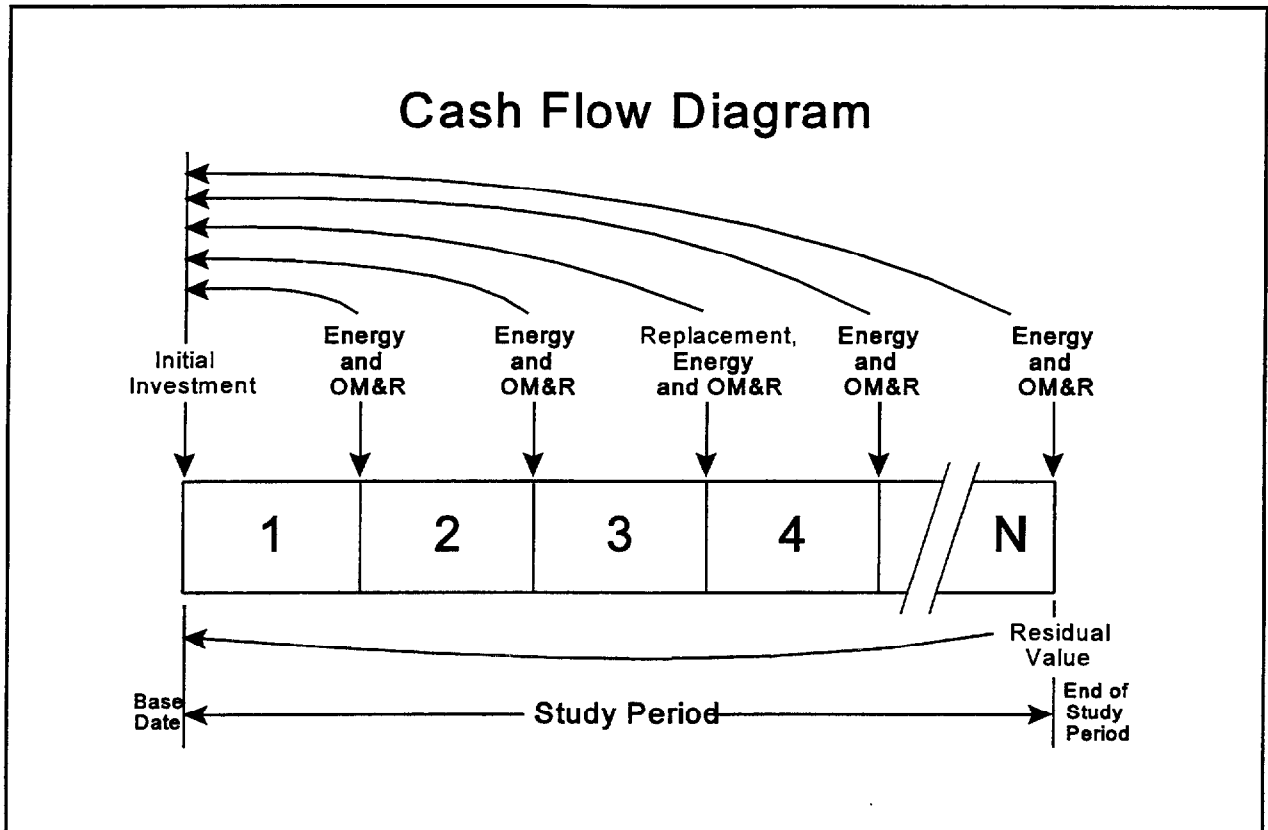 Cash Flow Diagram
Initial
Investment
Energy
and
OM&R
Energy
and
OM&R
Replacement,
Energy
and OM&R
Energy
and
OM&R
Energy
and
OM&R
1
2
3
4
N
Residual
Value
Base
Date
Study Period
End of
Study
Period